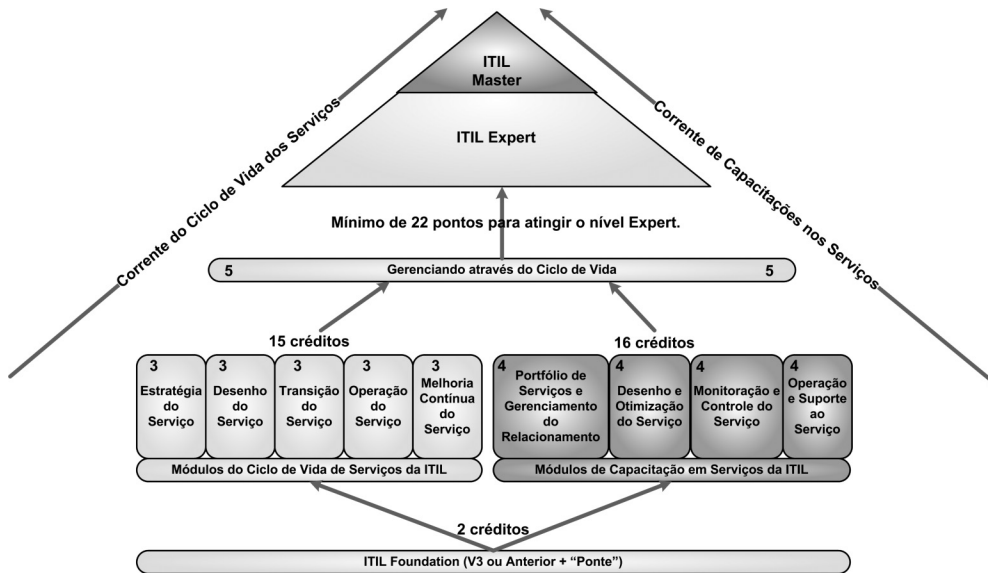 ITIL
Master
ITIL Expert
Corrente do Ciclo de Vida dos Serviços
Corrente de Capacitações nos Serviços
Mínimo de 22 pontos para atingir o nível Expert.
5 Gerenciando através do Ciclo de Vida 5
15 créditos
16 créditos
3
Estratégia
do
Serviço
3
Desenho
do
Serviço
3
Transição
do
Serviço
3
Operação
do
Serviço
3
Melhoria
Contínua
do
Serviço
4
Portfólio de
Serviços e
Gerenciamento
do
Relacionamento
4
Desenho e
Otimização
do Serviço
4
Monitoração e
Controle do
Serviço
4
Operação
e Suporte
ao
Serviço
Módulos do Ciclo de Vida de Serviços da ITIL
Módulos de Capacitação em Serviços da ITIL
2 créditos
ITIL Foundation (V3 ou Anterior + “Ponte”)